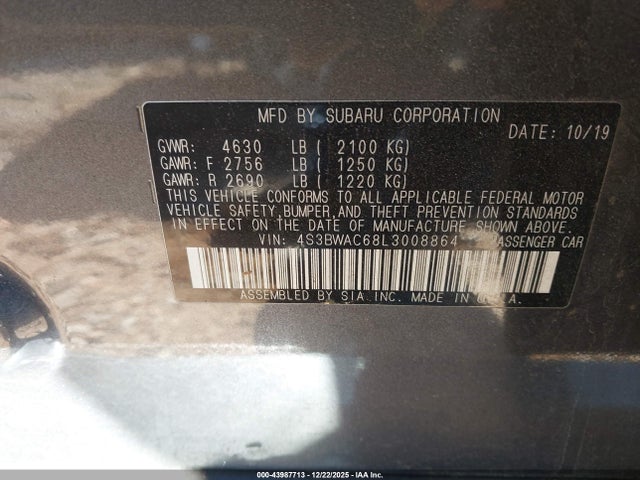 MFD BY SUBARU CORPORATION
DATE: 10/19
GVWR: 4630 LB ( 2100 KG)
GAWR: F 2756 LB ( 1250 KG)
GAWR: R 2690 LB ( 1220 KG)
THIS VEHICLE CONFORMS TO ALL APPLICABLE FEDERAL MOTOR
VEHICLE SAFETY, BUMPER, AND THEFT PREVENTION STANDARDS
IN EFFECT ON THE DATE OF MANUFACTURE SHOWN ABOVE.
VIN: 4S3BWAC68L3008864 PASSENGER CAR
ASSEMBLED BY SIA, INC. MADE IN U.S.A.
000-43987713 - 12/22/2025 - IAA Inc.